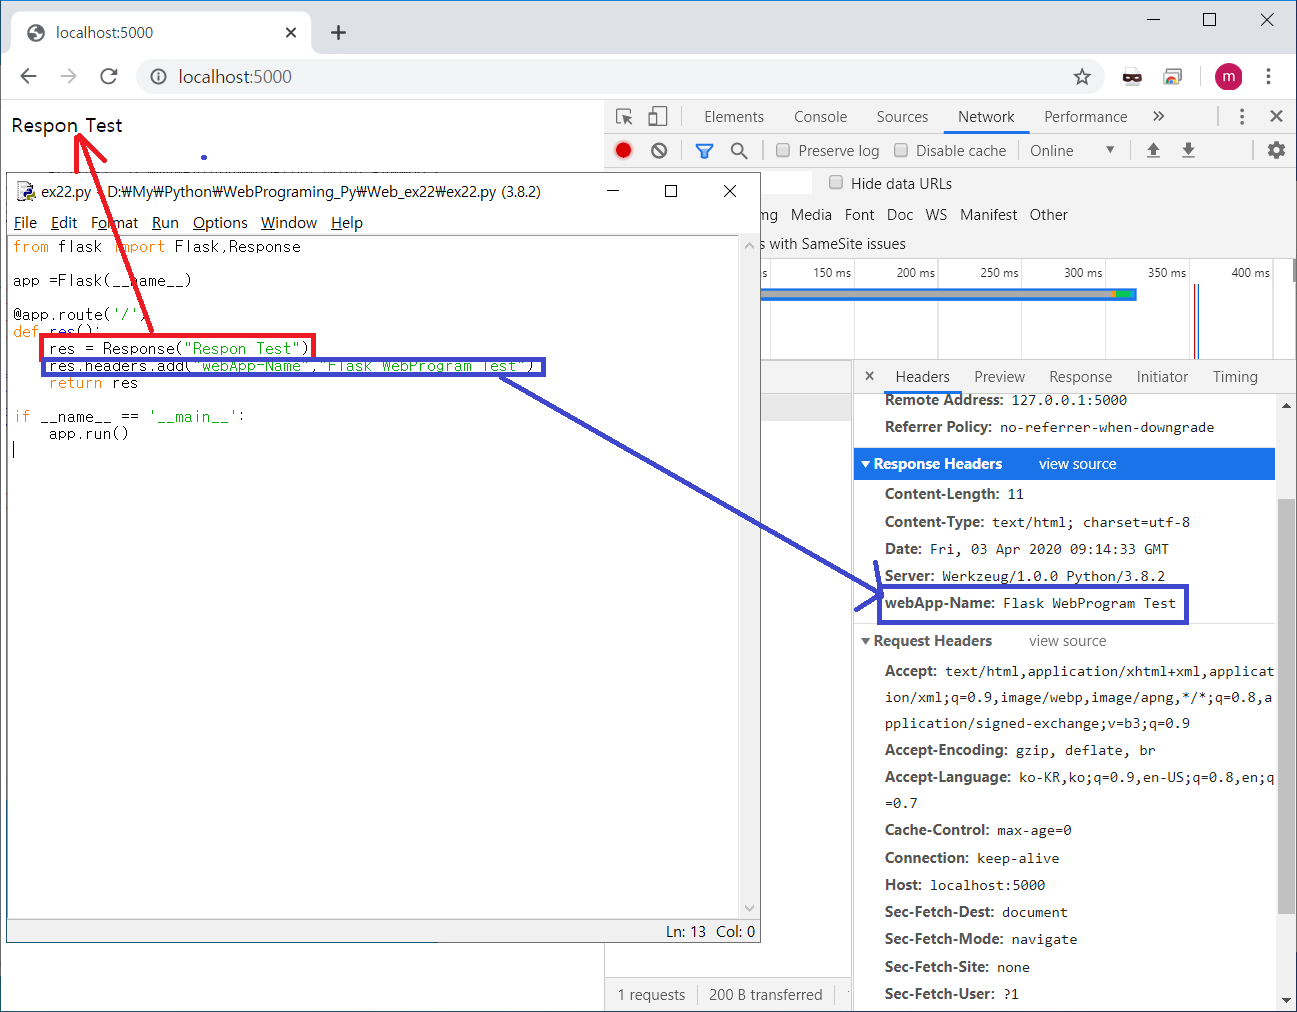 localhost:5000
localhost:5000
m
Respon Test
Elements Console Sources Network Performance »
Preserve log Disable cache Online
Hide data URLs
ng Media Font Doc WS Manifest Other
s with SameSite issues
s 150 ms 200 ms 250 ms 300 ms 350 ms 400 ms
ex22.py - D:₩My₩Python₩WebPrograming_Py₩Web_ex22₩ex22.py (3.8.2)
File Edit Format Run Options Window Help
from flask import Flask,Response
app =Flask(__name__)
@app.route('/')
def res():
res = Response("Respon Test")
res.headers.add("webApp-Name","Flask WebProgram Test")
return res
if __name__ == '__main__':
app.run()
Ln: 13 Col: 0
Headers Preview Response Initiator Timing
Remote Address: 127.0.0.1:5000
Referrer Policy: no-referrer-when-downgrade
Response Headers view source
Content-Length: 11
Content-Type: text/html; charset=utf-8
Date: Fri, 03 Apr 2020 09:14:33 GMT
Server: Werkzeug/1.0.0 Python/3.8.2
webApp-Name: Flask WebProgram Test
Request Headers view source
Accept: text/html,application/xhtml+xml,applicat
ion/xml;q=0.9,image/webp,image/apng,*/*;q=0.8,a
pplication/signed-exchange;v=b3;q=0.9
Accept-Encoding: gzip, deflate, br
Accept-Language: ko-KR,ko;q=0.9,en-US;q=0.8,en;q
=0.7
Cache-Control: max-age=0
Connection: keep-alive
Host: localhost:5000
Sec-Fetch-Dest: document
Sec-Fetch-Mode: navigate
Sec-Fetch-Site: none
Sec-Fetch-User: ?1
1 requests 200 B transferred